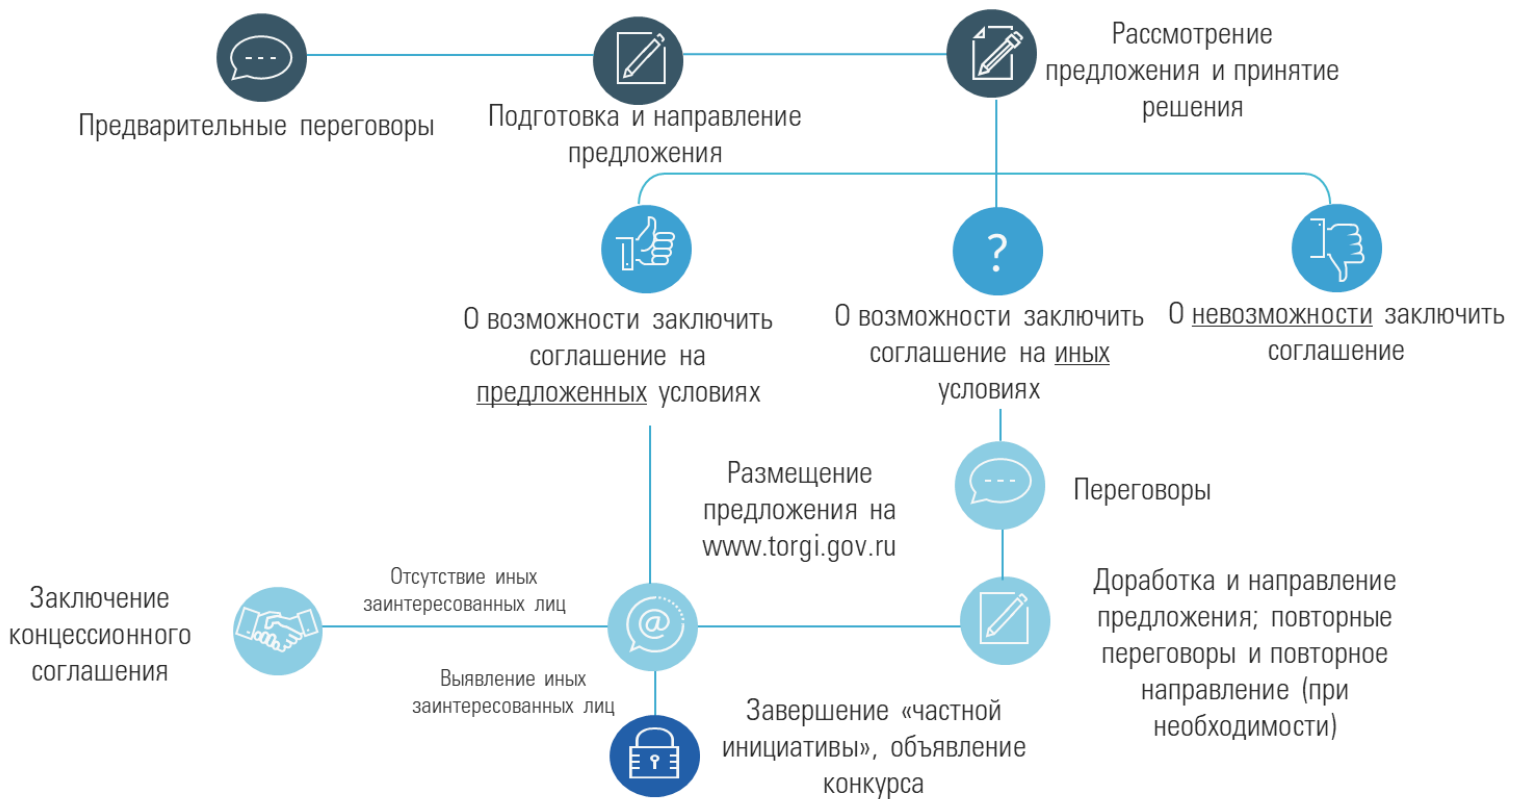 Предварительные переговоры
Подготовка и направление
предложения
Рассмотрение
предложения и принятие
решения
О возможности заключить
соглашение на
предложенных условиях
?
О возможности заключить
соглашение на иных
условиях
О невозможности заключить
соглашение
Размещение
предложения на
www.torgi.gov.ru
Переговоры
Доработка и направление
предложения; повторные
переговоры и повторное
направление (при
необходимости)
@
Отсутствие иных
заинтересованных лиц
Заключение
концессионного
соглашения
Выявление иных
заинтересованных лиц
Завершение «частной
инициативы», объявление
конкурса